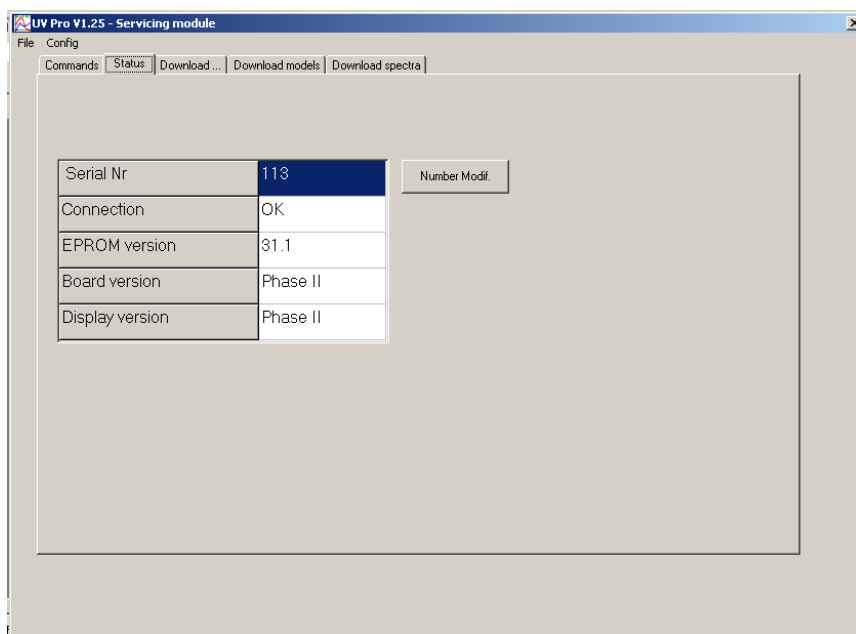 UV Pro V1.25 - Servicing module
File Config
Commands Status Download ... Download models Download spectra
Serial Nr 113 Number Modif.
Connection OK
EPROM version 31.1
Board version Phase II
Display version Phase II